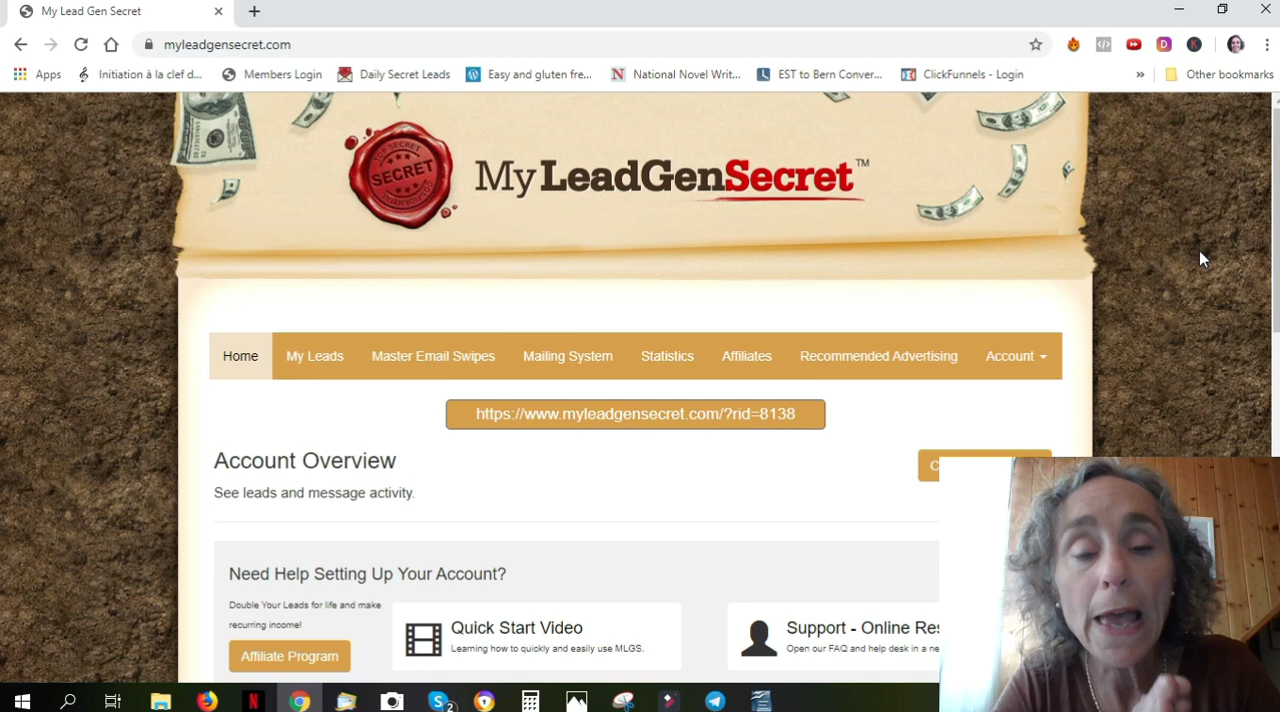 My Lead Gen Secret
myleadgensecret.com
Apps
Initiation à la clef d...
Members Login
Daily Secret Leads
Easy and gluten fre...
National Novel Writ...
EST to Bern Conver...
ClickFunnels - Login
»
Other bookmarks
TOP SECRET
SECRET
My LeadGenSecret™
Home
My Leads
Master Email Swipes
Mailing System
Statistics
Affiliates
Recommended Advertising
Account
https://www.myleadgensecret.com/?rid=8138
Account Overview
C
See leads and message activity.
Need Help Setting Up Your Account?
Double Your Leads for life and make
recurring income!
Affiliate Program
Quick Start Video
Learning how to quickly and easily use MLGS.
Support - Online Res
Open our FAQ and help desk in a ne